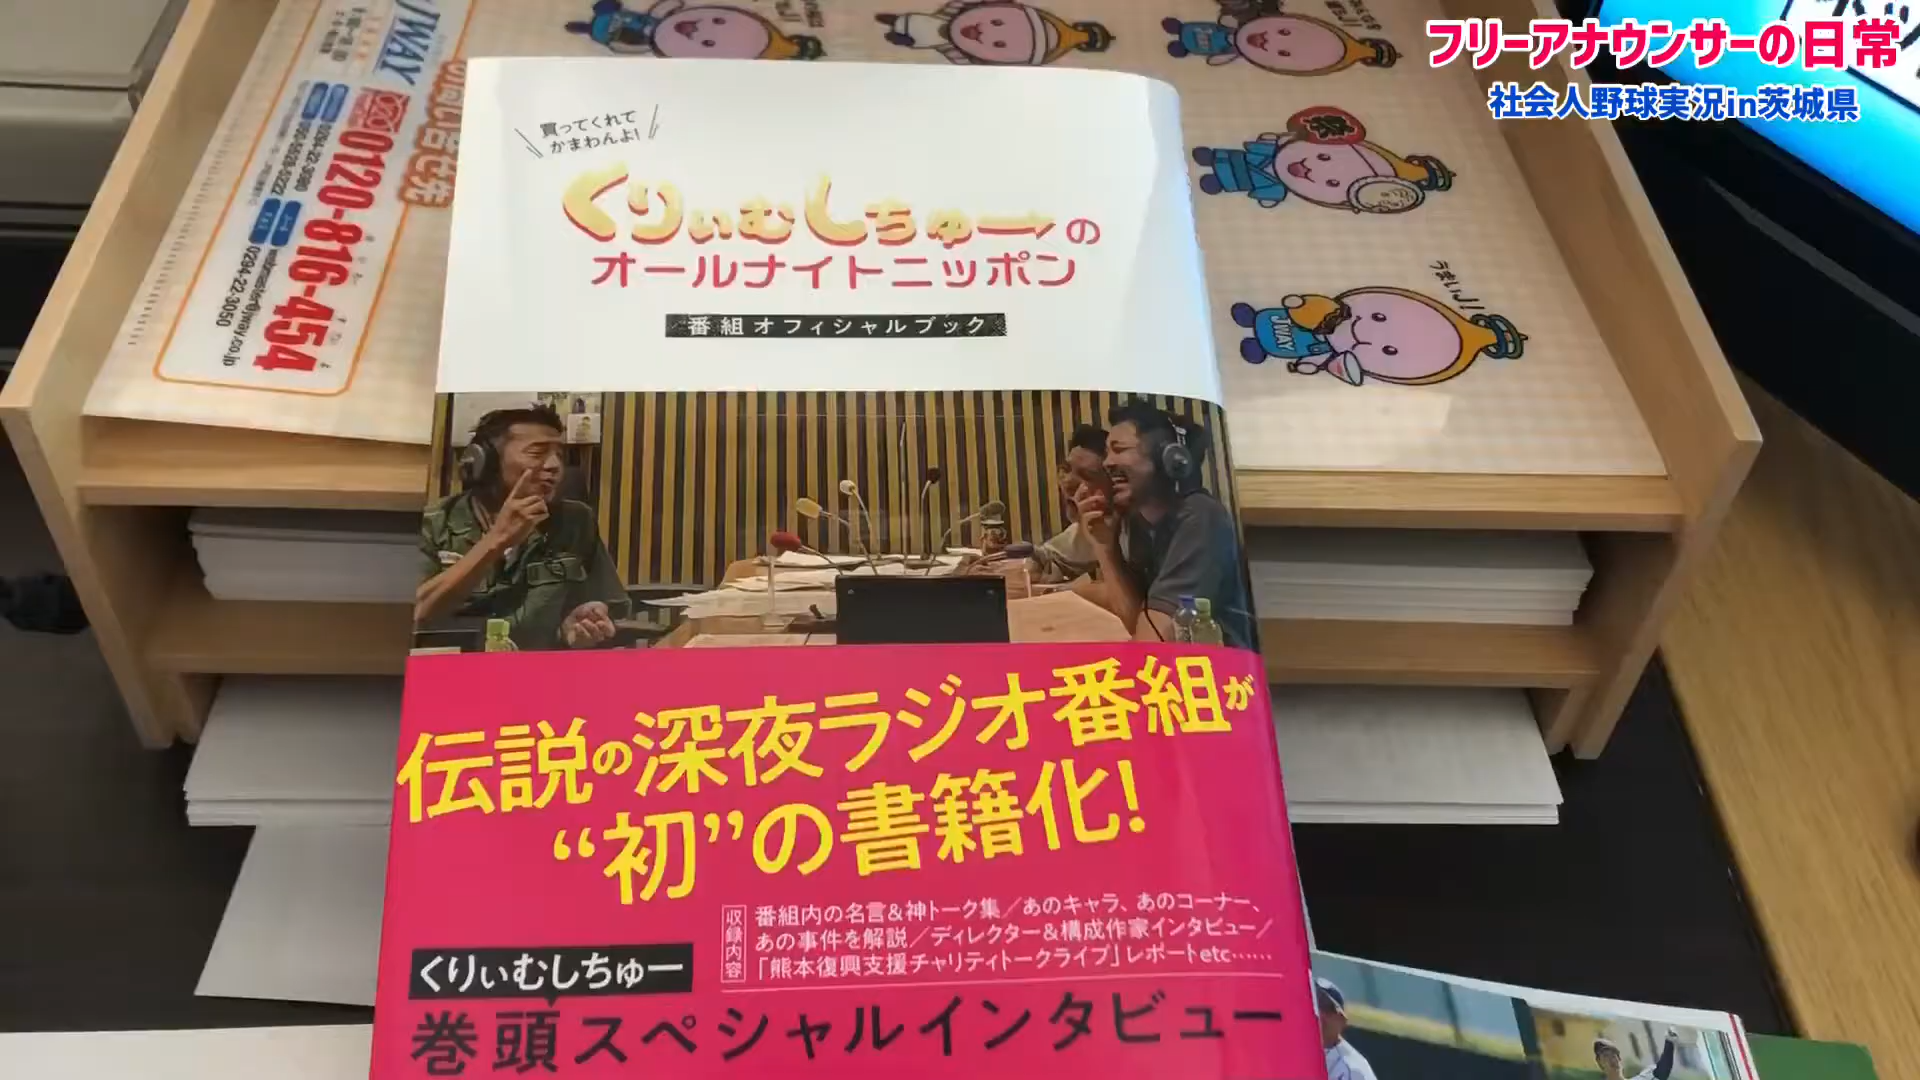 フリーアナウンサーの日常
社会人野球実況in茨城県
買ってくれて
かまわんよ!
くりぃむしちゅーの
オールナイトニッポン
番組オフィシャルブック
伝説の深夜ラジオ番組が
“初”の書籍化!
収録内容
番組内の名言&神トーク集/あのキャラ、あのコーナー、
あの事件を解説/ディレクター&構成作家インタビュー/
「熊本復興支援チャリティトークライブ」レポートetc……
くりぃむしちゅー
巻頭スペシャルインタビュー
JWAY
0120-816-454
0294-22-3050
うまいJ!!
JWAY